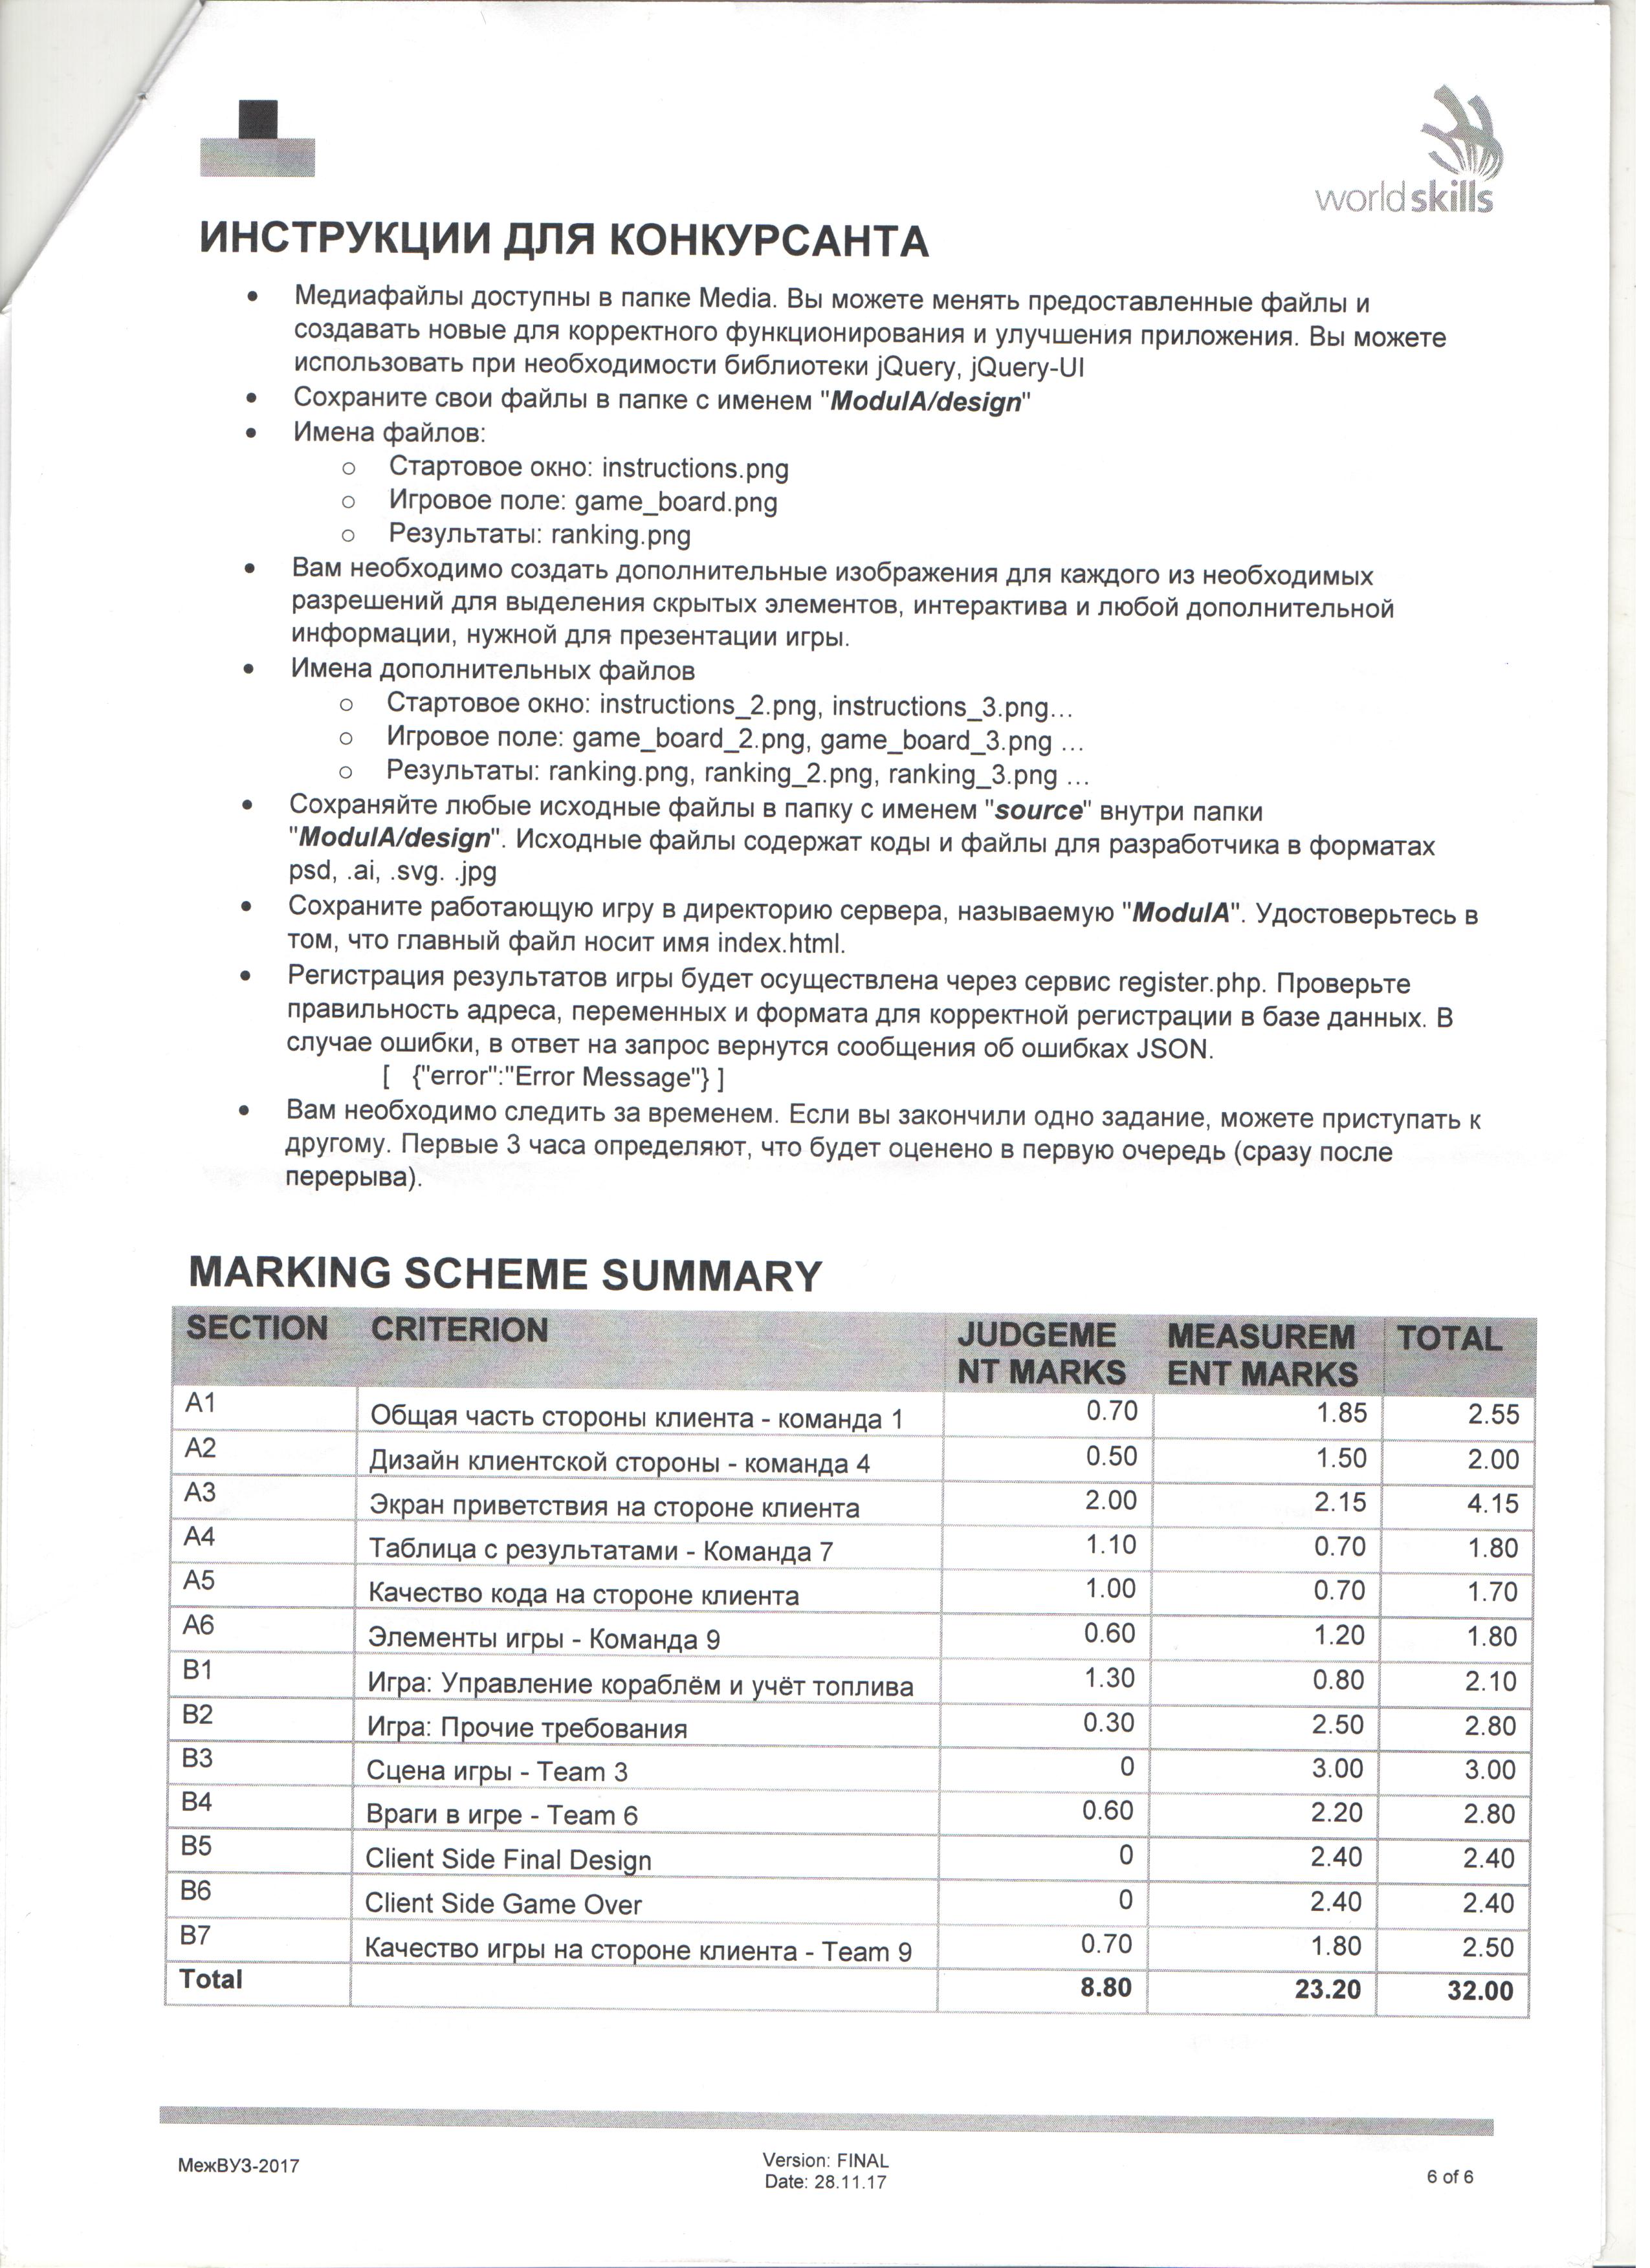 worldskills
ИНСТРУКЦИИ ДЛЯ КОНКУРСАНТА
• Медиафайлы доступны в папке Media. Вы можете менять предоставленные файлы и
создавать новые для корректного функционирования и улучшения приложения. Вы можете
использовать при необходимости библиотеки jQuery, jQuery-UI
• Сохраните свои файлы в папке с именем "ModulA/design"
• Имена файлов:
o Стартовое окно: instructions.png
o Игровое поле: game_board.png
o Результаты: ranking.png
• Вам необходимо создать дополнительные изображения для каждого из необходимых
разрешений для выделения скрытых элементов, интерактива и любой дополнительной
информации, нужной для презентации игры.
• Имена дополнительных файлов
o Стартовое окно: instructions_2.png, instructions_3.png...
o Игровое поле: game_board_2.png, game_board_3.png ...
o Результаты: ranking.png, ranking_2.png, ranking_3.png ...
• Сохраняйте любые исходные файлы в папку с именем "source" внутри папки
"ModulA/design". Исходные файлы содержат коды и файлы для разработчика в форматах
psd, .ai, .svg. .jpg
• Сохраните работающую игру в директорию сервера, называемую "ModulA". Удостоверьтесь в
том, что главный файл носит имя index.html.
• Регистрация результатов игры будет осуществлена через сервис register.php. Проверьте
правильность адреса, переменных и формата для корректной регистрации в базе данных. В
случае ошибки, в ответ на запрос вернутся сообщения об ошибках JSON.
[ {"error":"Error Message"} ]
• Вам необходимо следить за временем. Если вы закончили одно задание, можете приступать к
другому. Первые 3 часа определяют, что будет оценено в первую очередь (сразу после
перерыва).
MARKING SCHEME SUMMARY
SECTION CRITERION JUDGEME MEASUREM TOTAL
NT MARKS ENT MARKS
A1 Общая часть стороны клиента - команда 1 0.70 1.85 2.55
A2 Дизайн клиентской стороны - команда 4 0.50 1.50 2.00
A3 Экран приветствия на стороне клиента 2.00 2.15 4.15
A4 Таблица с результатами - Команда 7 1.10 0.70 1.80
A5 Качество кода на стороне клиента 1.00 0.70 1.70
A6 Элементы игры - Команда 9 0.60 1.20 1.80
B1 Игра: Управление кораблём и учёт топлива 1.30 0.80 2.10
B2 Игра: Прочие требования 0.30 2.50 2.80
B3 Сцена игры - Team 3 0 3.00 3.00
B4 Враги в игре - Team 6 0.60 2.20 2.80
B5 Client Side Final Design 0 2.40 2.40
B6 Client Side Game Over 0 2.40 2.40
B7 Качество игры на стороне клиента - Team 9 0.70 1.80 2.50
Total 8.80 23.20 32.00
МежВУЗ-2017
Version: FINAL
Date: 28.11.17
6 of 6